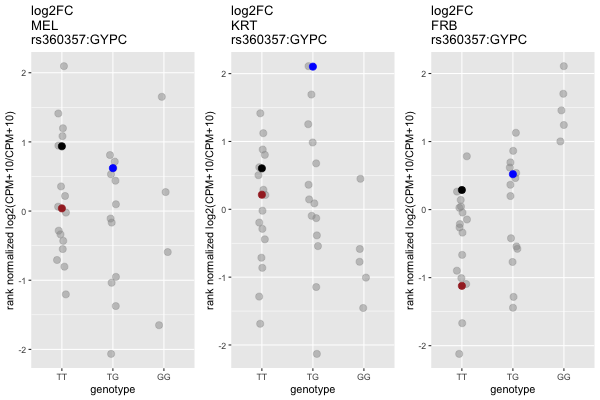 log2FC
MEL
rs360357:GYPC
rank normalized log2(CPM+10/CPM+10)
2
1
0
-1
-2
TT
TG
GG
genotype
log2FC
KRT
rs360357:GYPC
rank normalized log2(CPM+10/CPM+10)
2
1
0
-1
-2
TT
TG
GG
genotype
log2FC
FRB
rs360357:GYPC
rank normalized log2(CPM+10/CPM+10)
2
1
0
-1
-2
TT
TG
GG
genotype